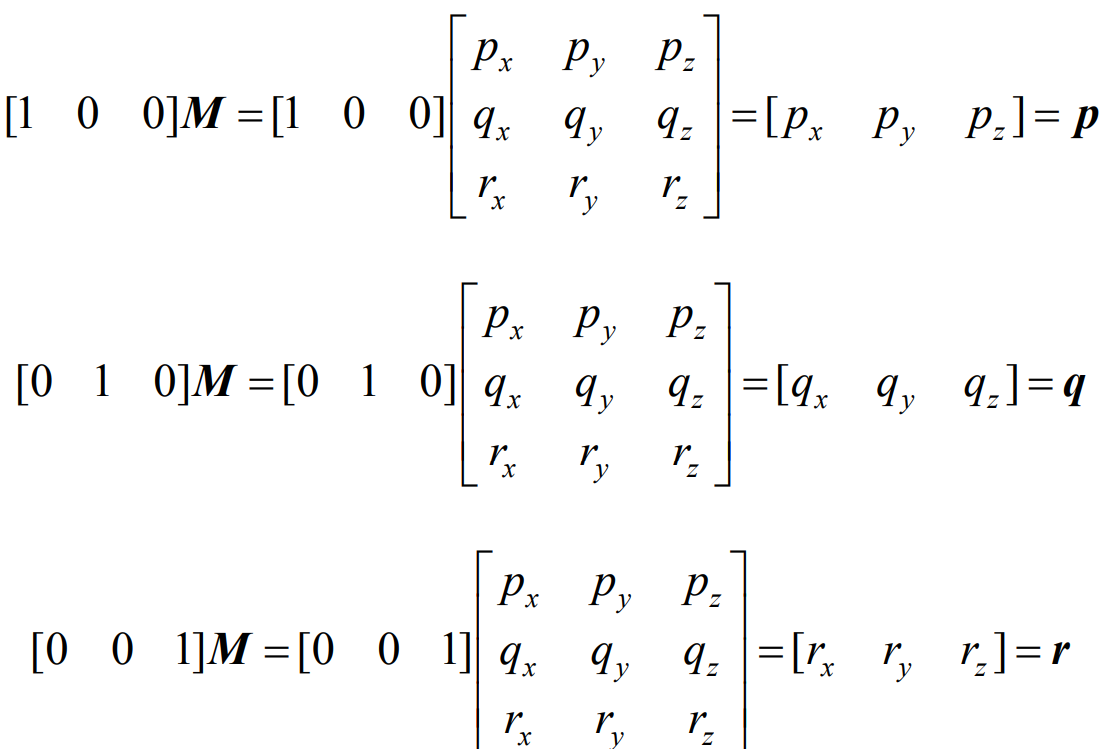 [1 0 0]M = [1 0 0] [p_x p_y p_z; q_x q_y q_z; r_x r_y r_z] = [p_x p_y p_z] = p
[0 1 0]M = [0 1 0] [p_x p_y p_z; q_x q_y q_z; r_x r_y r_z] = [q_x q_y q_z] = q
[0 0 1]M = [0 0 1] [p_x p_y p_z; q_x q_y q_z; r_x r_y r_z] = [r_x r_y r_z] = r